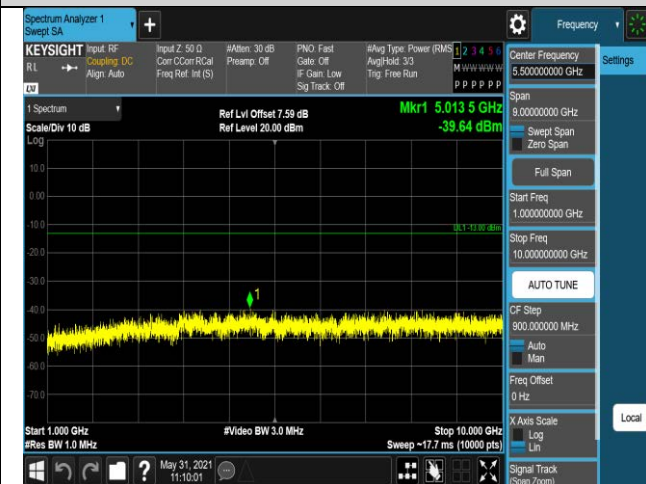 Spectrum Analyzer 1
Swept SA
Frequency
KEYSIGHT
RL
Input: RF
Coupling: DC
Align: Auto
Input Z: 50 Ω
Corr CCorr RCal
Freq Ref: Int (S)
#Atten: 30 dB
Preamp: Off
PNO: Fast
Gate: Off
IF Gain: Low
Sig Track: Off
#Avg Type: Power (RMS
Avg|Hold: 3/3
Trig: Free Run
1 2 3 4 5 6
M W W W W W
P P P P P P
LXI
1 Spectrum
Scale/Div 10 dB
Ref Lvl Offset 7.59 dB
Ref Level 20.00 dBm
Mkr1 5.013 5 GHz
-39.64 dBm
Log
10.0
0.00
-10.0
DL1 -13.00 dBm
-20.0
-30.0
1
-40.0
-50.0
-60.0
-70.0
Start 1.000 GHz
#Res BW 1.0 MHz
#Video BW 3.0 MHz
Stop 10.000 GHz
Sweep ~17.7 ms (10000 pts)
Center Frequency
5.500000000 GHz
Settings
Span
9.00000000 GHz
Swept Span
Zero Span
Full Span
Start Freq
1.000000000 GHz
Stop Freq
10.000000000 GHz
AUTO TUNE
CF Step
900.000000 MHz
Auto
Man
Freq Offset
0 Hz
X Axis Scale
Log
Lin
Local
Signal Track
(Span Zoom)
May 31, 2021
11:10:01